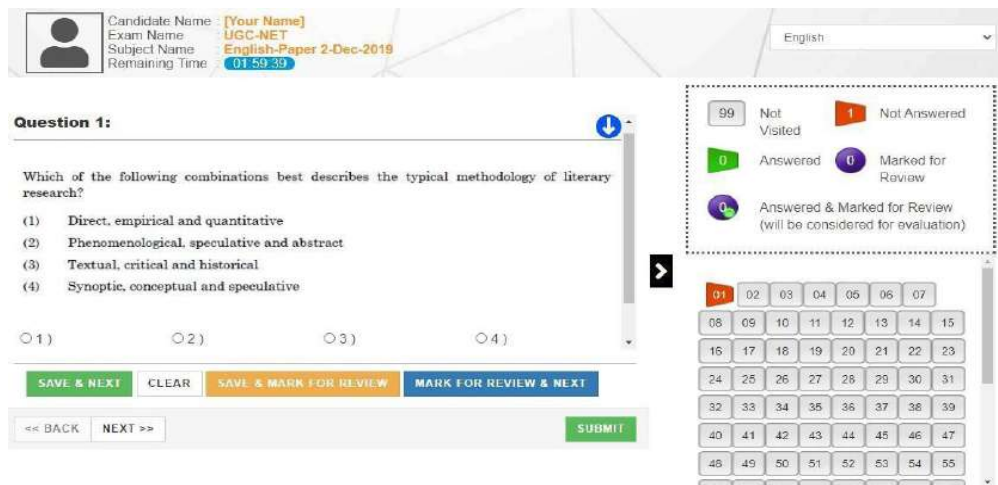 Candidate Name : [Your Name]
Exam Name : UGC-NET
Subject Name : English-Paper 2-Dec-2019
Remaining Time : 01:59:39
English
Question 1:
Which of the following combinations best describes the typical methodology of literary
research?
(1) Direct, empirical and quantitative
(2) Phenomenological, speculative and abstract
(3) Textual, critical and historical
(4) Synoptic, conceptual and speculative
1 ) 2 ) 3 ) 4 )
SAVE & NEXT CLEAR SAVE & MARK FOR REVIEW MARK FOR REVIEW & NEXT
<< BACK NEXT >> SUBMIT
99 Not
Visited
1 Not Answered
0 Answered
0 Marked for
Review
0 Answered & Marked for Review
(will be considered for evaluation)
01 02 03 04 05 06 07
08 09 10 11 12 13 14 15
16 17 18 19 20 21 22 23
24 25 26 27 28 29 30 31
32 33 34 35 36 37 38 39
40 41 42 43 44 45 46 47
48 49 50 51 52 53 54 55